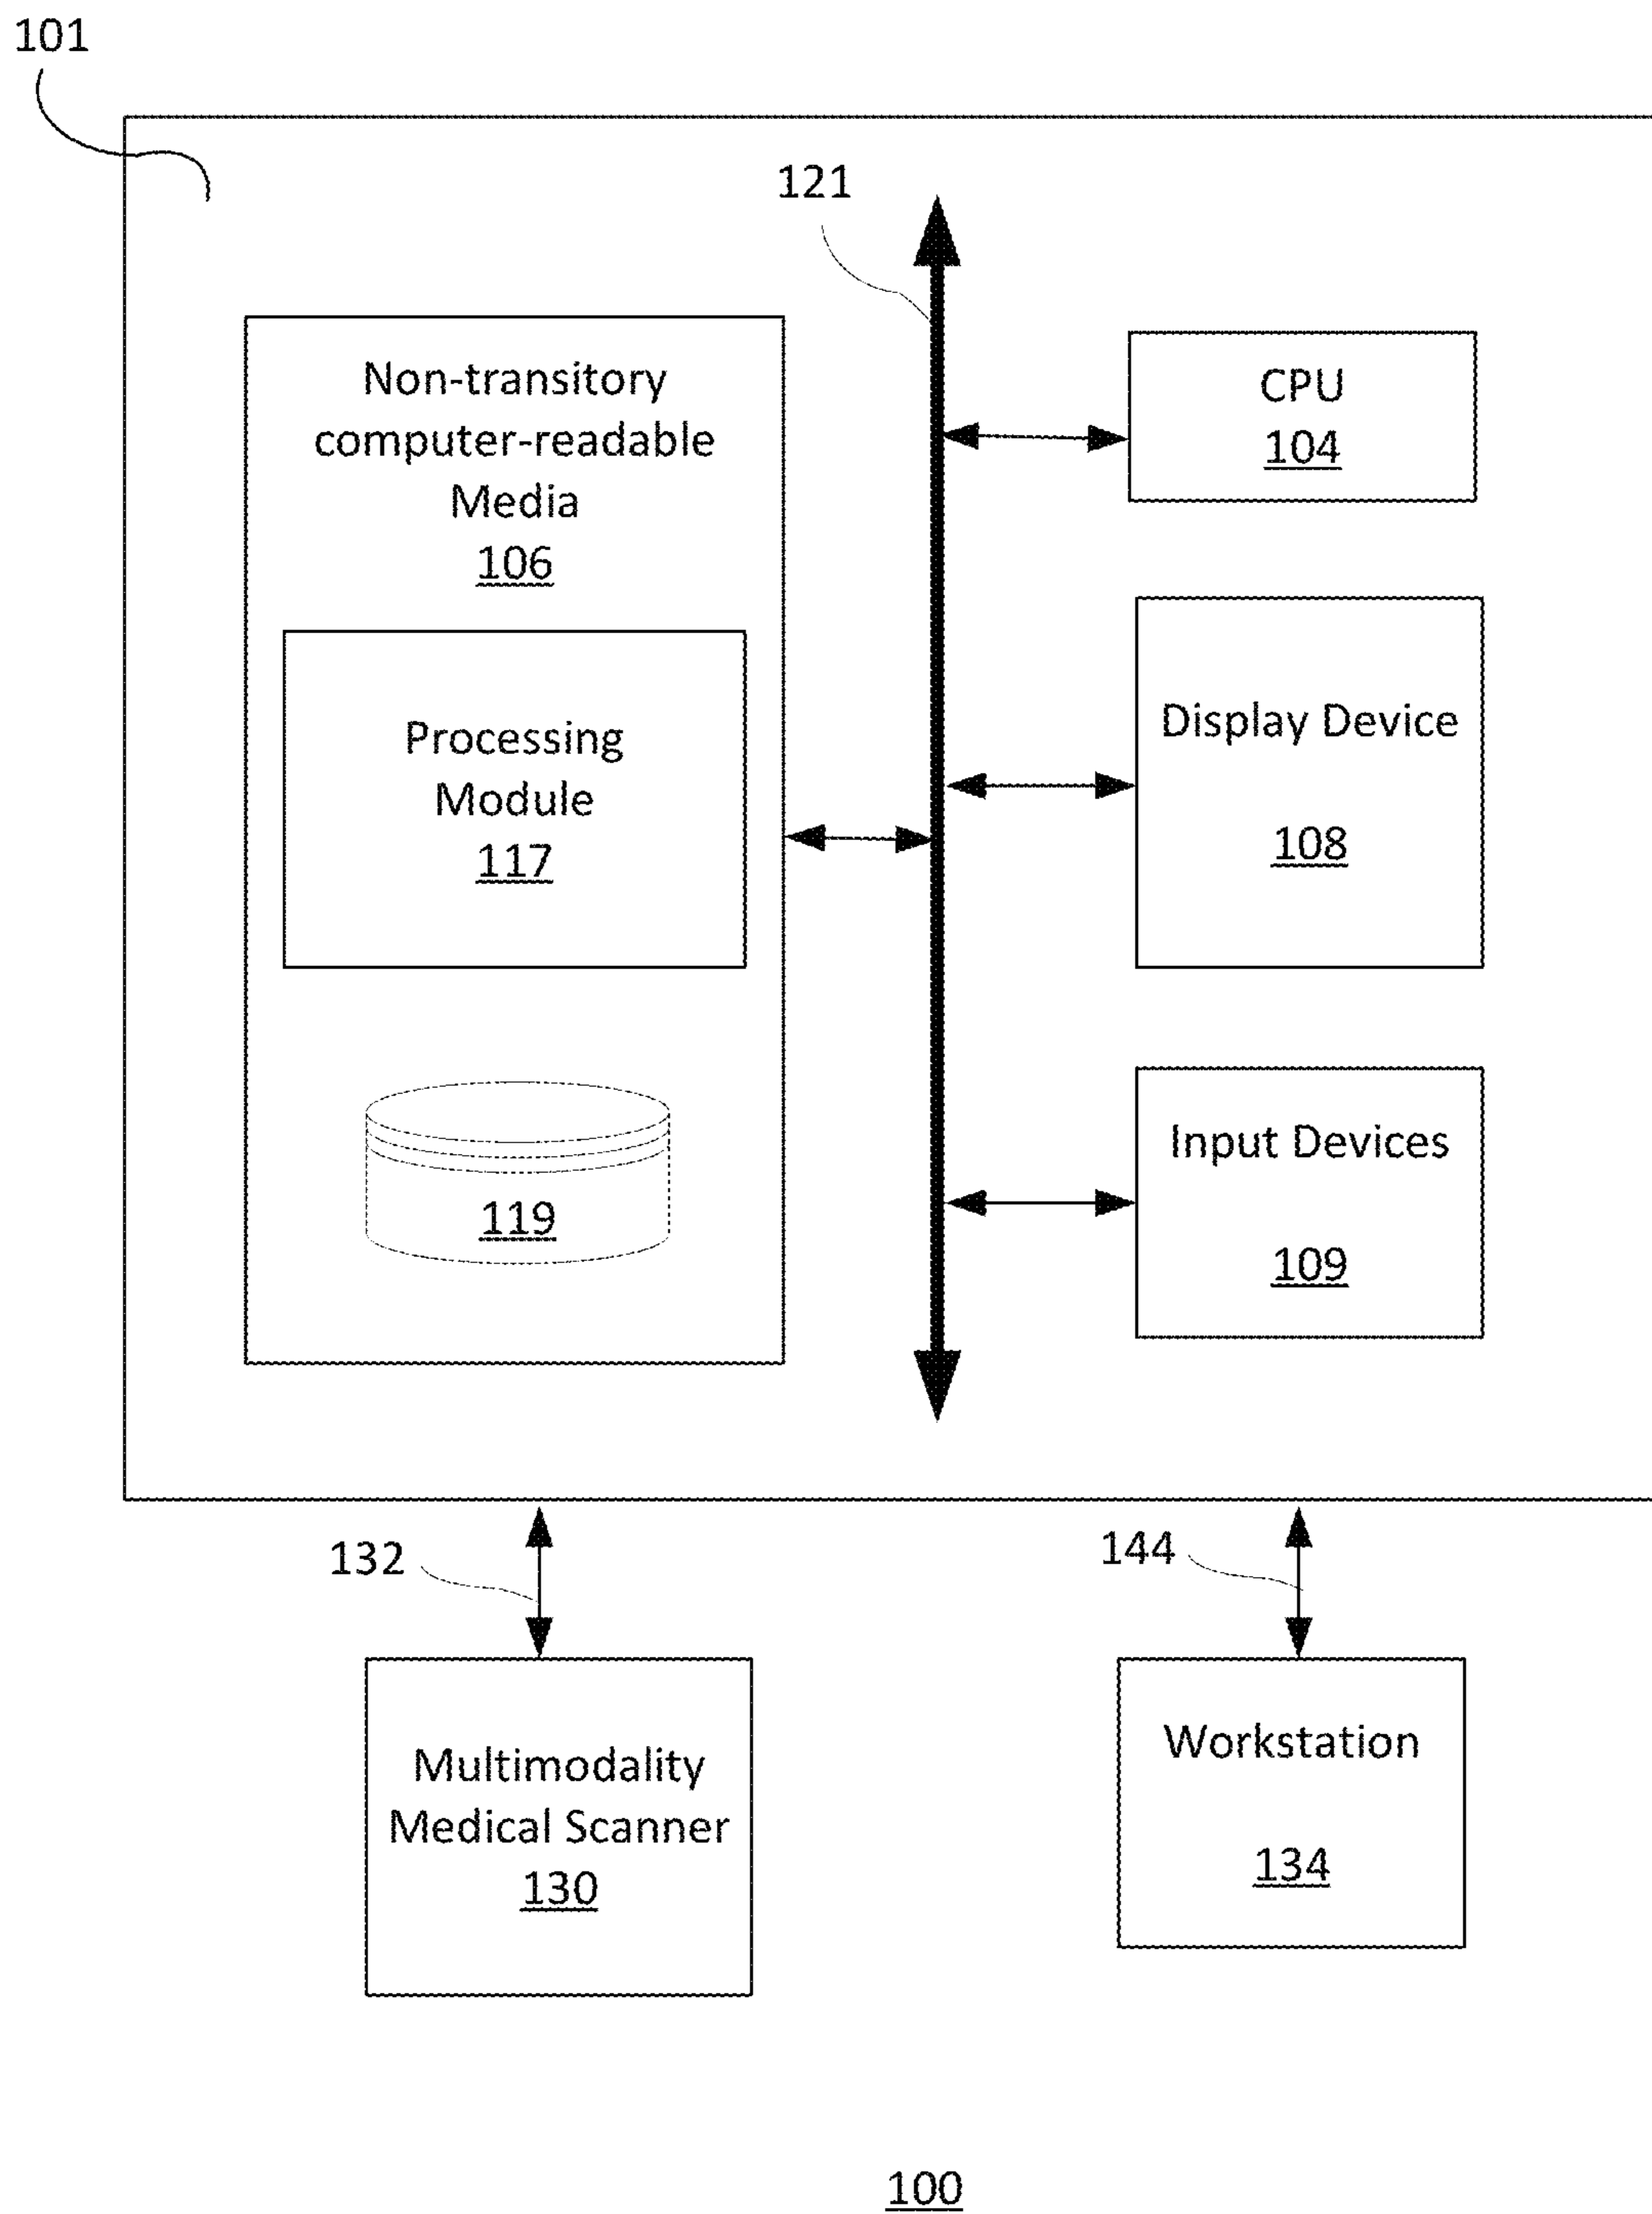 101
121
Non-transitory
computer-readable
Media
106
CPU
104
Processing
Module
117
Display Device
108
119
Input Devices
109
132
144
Multimodality
Medical Scanner
130
Workstation
134
100